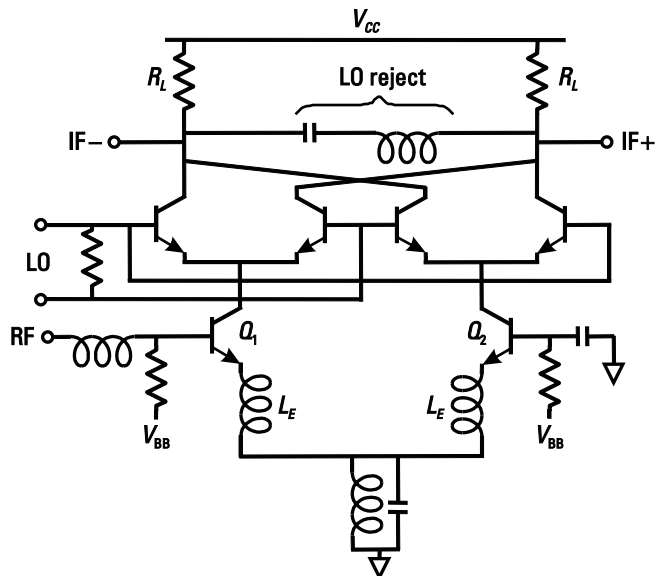 V_CC
R_L
LO reject
R_L
IF−
IF+
LO
RF
Q_1
Q_2
L_E
L_E
V_BB
V_BB